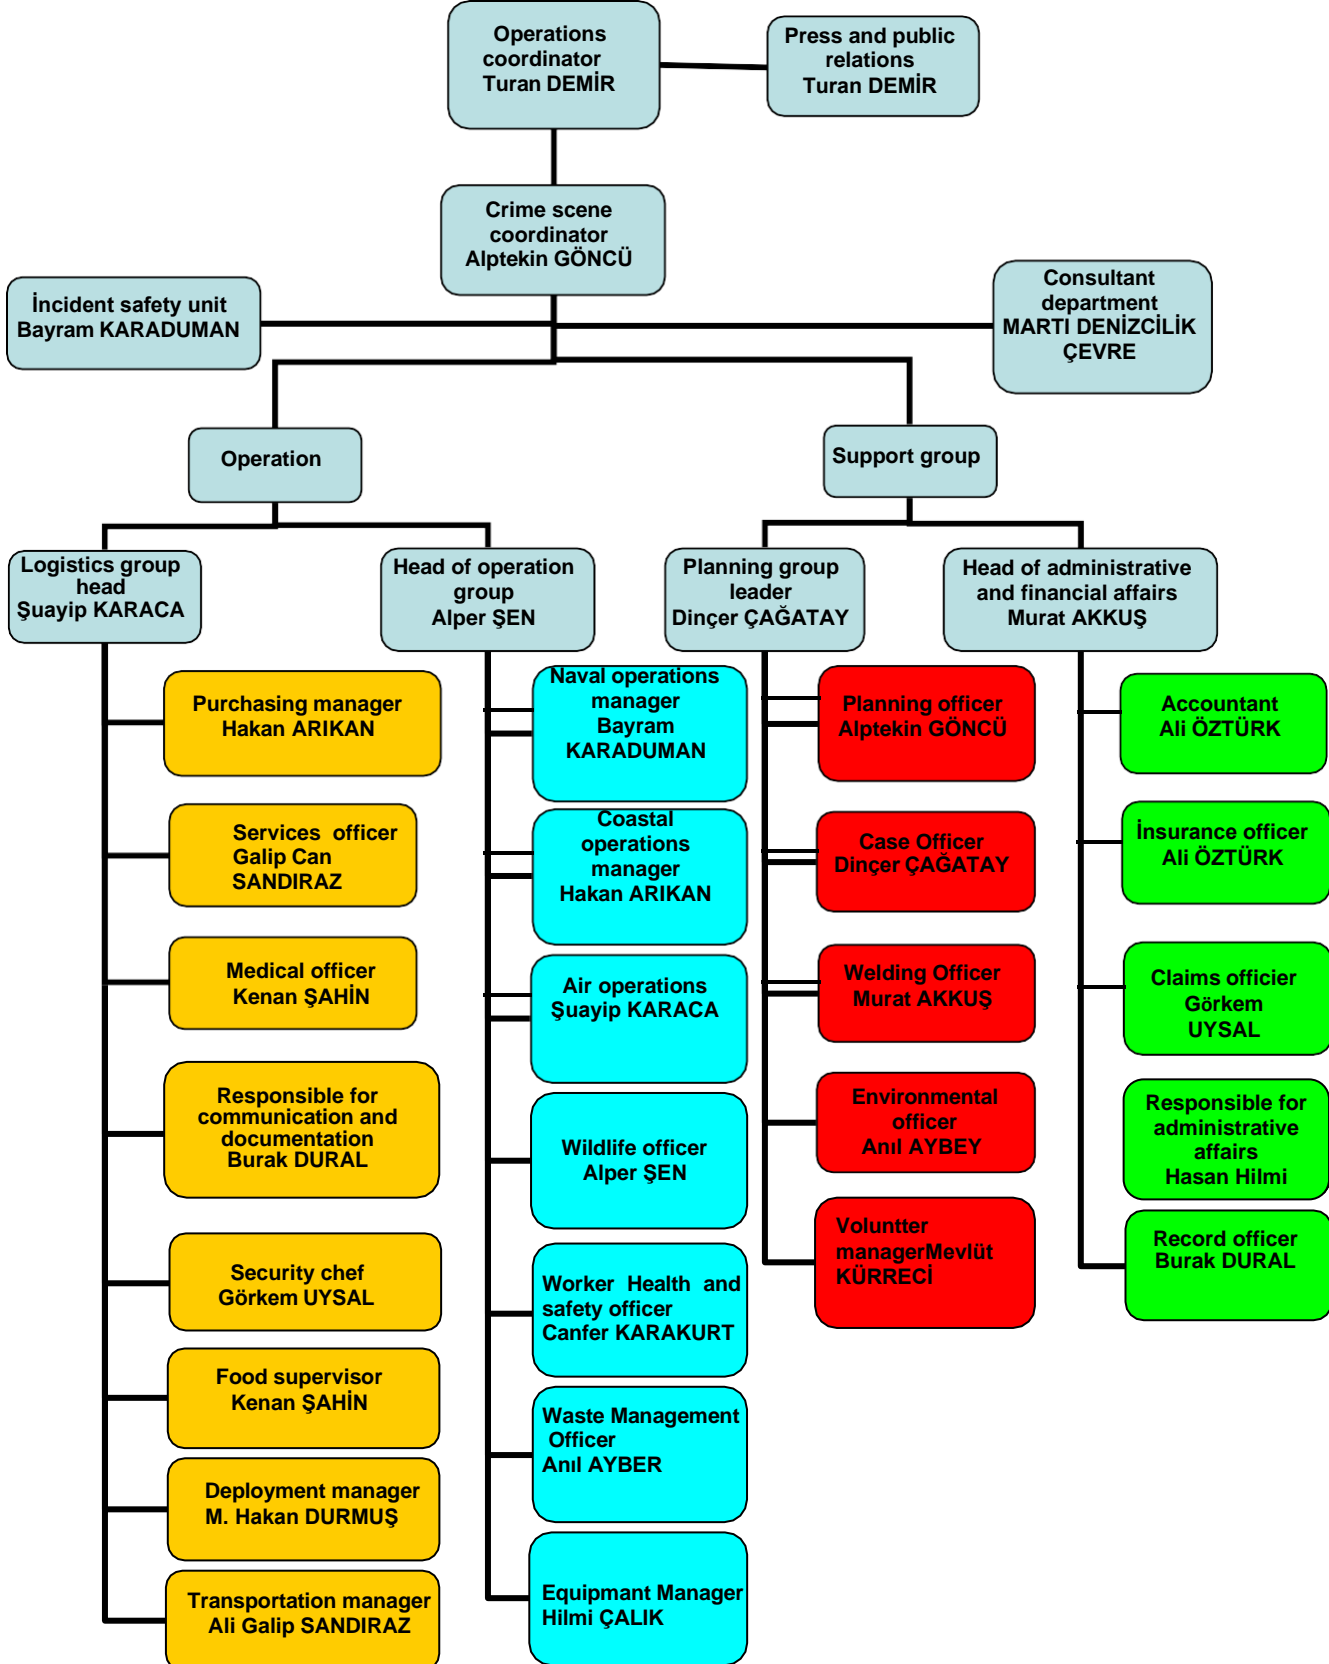 Operations
coordinator
Turan DEMİR
Press and public
relations
Turan DEMİR
Crime scene
coordinator
Alptekin GÖNCÜ
İncident safety unit
Bayram KARADUMAN
Consultant
department
MARTI DENİZCİLİK
ÇEVRE
Operation
Support group
Logistics group
head
Şuayip KARACA
Head of operation
group
Alper ŞEN
Planning group
leader
Dinçer ÇAĞATAY
Head of administrative
and financial affairs
Murat AKKUŞ
Purchasing manager
Hakan ARIKAN
Services officer
Galip Can
SANDIRAZ
Medical officer
Kenan ŞAHİN
Responsible for
communication and
documentation
Burak DURAL
Security chef
Görkem UYSAL
Food supervisor
Kenan ŞAHİN
Deployment manager
M. Hakan DURMUŞ
Transportation manager
Ali Galip SANDIRAZ
Naval operations
manager
Bayram
KARADUMAN
Coastal
operations
manager
Hakan ARIKAN
Air operations
Şuayip KARACA
Wildlife officer
Alper ŞEN
Worker Health and
safety officer
Canfer KARAKURT
Waste Management
Officer
Anıl AYBER
Equipmant Manager
Hilmi ÇALIK
Planning officer
Alptekin GÖNCÜ
Case Officer
Dinçer ÇAĞATAY
Welding Officer
Murat AKKUŞ
Environmental
officer
Anıl AYBEY
Voluntter
managerMevlüt
KÜRRECİ
Accountant
Ali ÖZTÜRK
İnsurance officer
Ali ÖZTÜRK
Claims officier
Görkem
UYSAL
Responsible for
administrative
affairs
Hasan Hilmi
Record officer
Burak DURAL